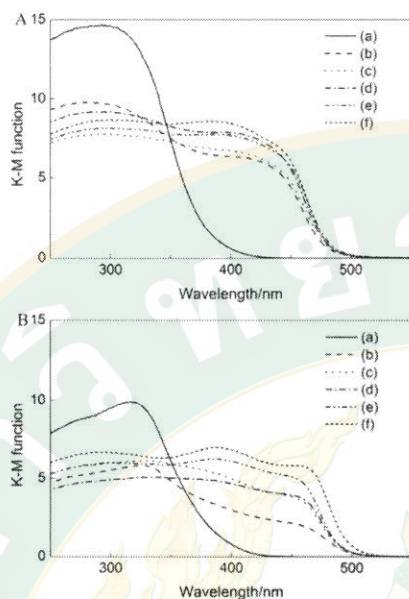 A
15
10
5
0
K-M function
(a)
(b)
(c)
(d)
(e)
(f)
300
400
500
Wavelength/nm
B
15
10
5
0
K-M function
(a)
(b)
(c)
(d)
(e)
(f)
300
400
500
Wavelength/nm